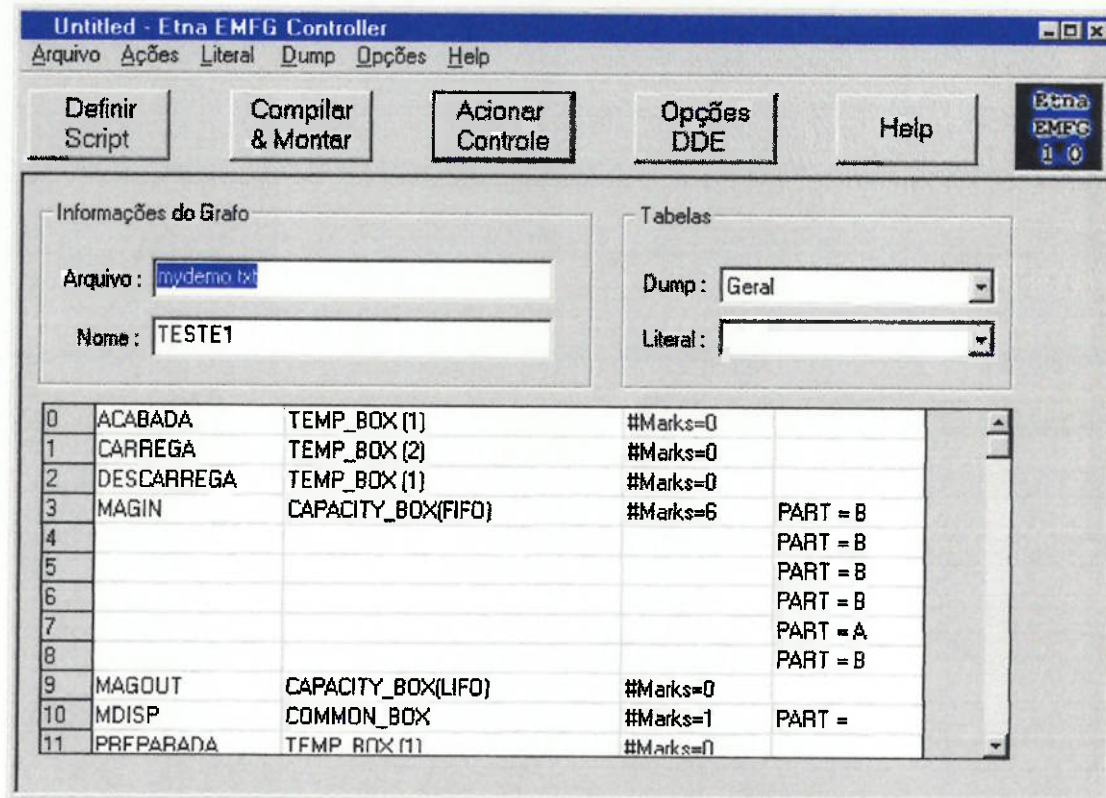 Untitled - Etna EMFG Controller
Arquivo Ações Literal Dump Opções Help
Definir Script
Compilar & Montar
Acionar Controle
Opções DDE
Help
Etna EMFG 1 0
Informações do Grafo
Arquivo : mydemo.txt
Nome : TESTE1
Tabelas
Dump : Geral
Literal :
0 ACABADA TEMP_BOX (1) #Marks=0
1 CARREGA TEMP_BOX (2) #Marks=0
2 DESCARREGA TEMP_BOX (1) #Marks=0
3 MAGIN CAPACITY_BOX(FIFO) #Marks=6 PART = B
4 PART = B
5 PART = B
6 PART = B
7 PART = A
8 PART = B
9 MAGOUT CAPACITY_BOX(LIFO) #Marks=0
10 MDISP COMMON_BOX #Marks=1 PART =
11 PREPARADA TEMP_BOX (1) #Marks=0